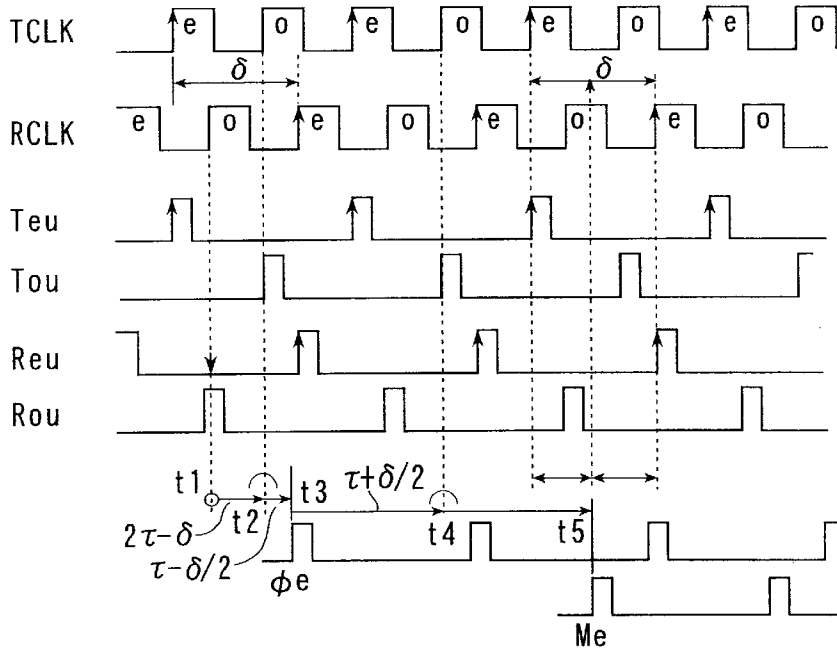 TCLK e o e o e o e o
δ δ
RCLK e o e o e o e o
Teu
Tou
Reu
Rou
t1 t3 τ+δ/2
2τ-δ t2 t4 t5
τ-δ/2
φe
Me